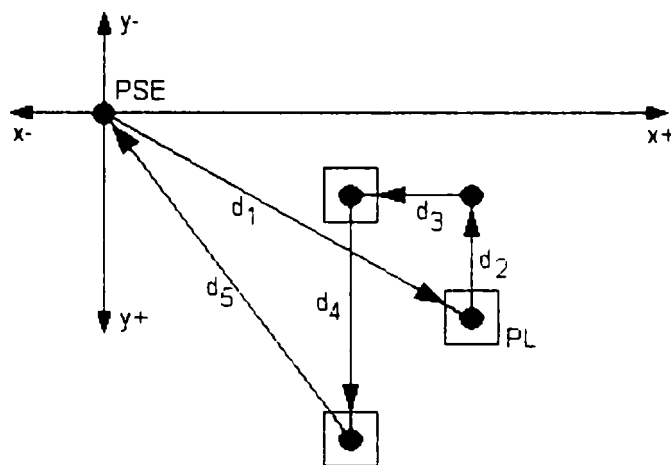 y-
PSE
x-
x+
d1
d3
d2
d4
d5
y+
PL